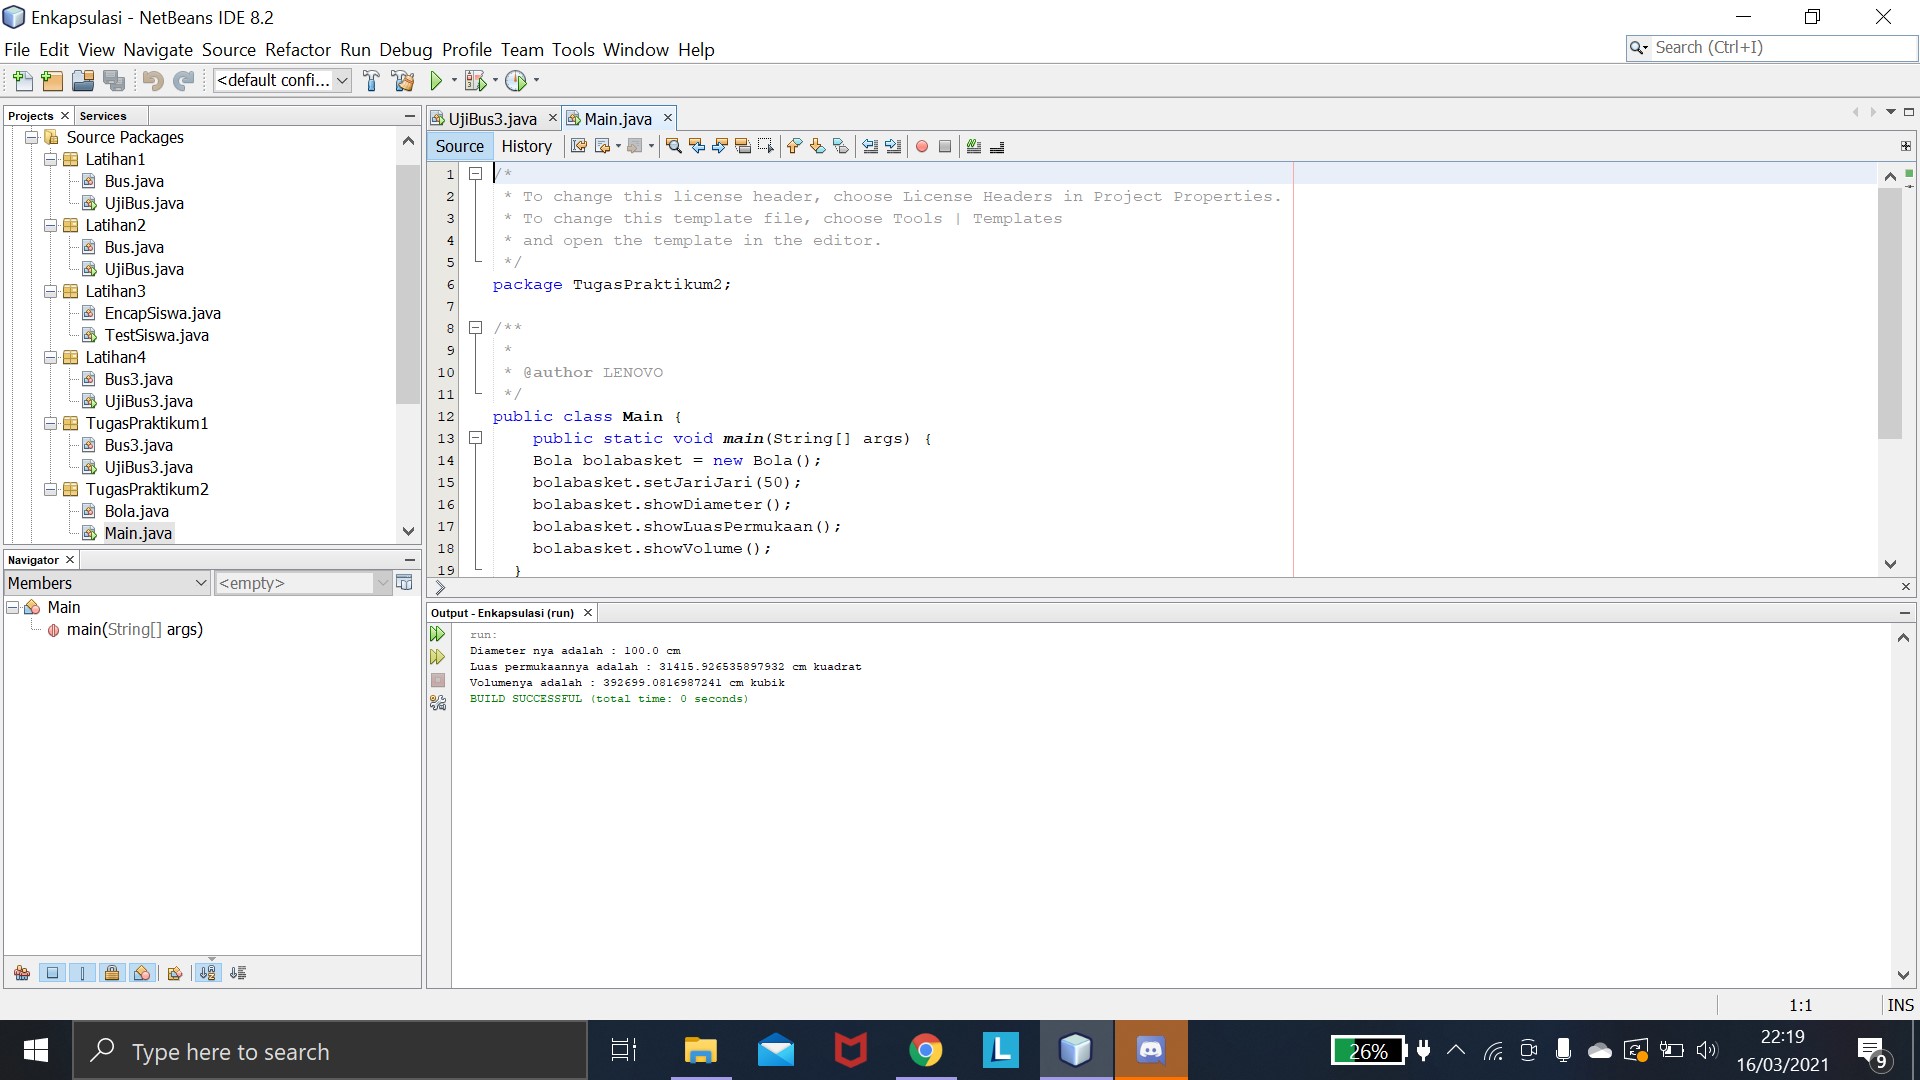 Enkapsulasi - NetBeans IDE 8.2
File Edit View Navigate Source Refactor Run Debug Profile Team Tools Window Help
Search (Ctrl+I)
<default confi...
Projects
Services
Source Packages
Latihan1
Bus.java
UjiBus.java
Latihan2
Bus.java
UjiBus.java
Latihan3
EncapSiswa.java
TestSiswa.java
Latihan4
Bus3.java
UjiBus3.java
TugasPraktikum1
Bus3.java
UjiBus3.java
TugasPraktikum2
Bola.java
Main.java
Navigator
Members
<empty>
Main
main(String[] args)
UjiBus3.java
Main.java
Source
History
1 /*
2 * To change this license header, choose License Headers in Project Properties.
3 * To change this template file, choose Tools | Templates
4 * and open the template in the editor.
5 */
6 package TugasPraktikum2;
7
8 /**
9 *
10 * @author LENOVO
11 */
12 public class Main {
13 public static void main(String[] args) {
14 Bola bolabasket = new Bola();
15 bolabasket.setJariJari(50);
16 bolabasket.showDiameter();
17 bolabasket.showLuasPermukaan();
18 bolabasket.showVolume();
19 }
Output - Enkapsulasi (run)
run:
Diameter nya adalah : 100.0 cm
Luas permukaannya adalah : 31415.926535897932 cm kuadrat
Volumenya adalah : 392699.0816987241 cm kubik
BUILD SUCCESSFUL (total time: 0 seconds)
1:1
INS
Type here to search
L
26%
22:19
16/03/2021
9